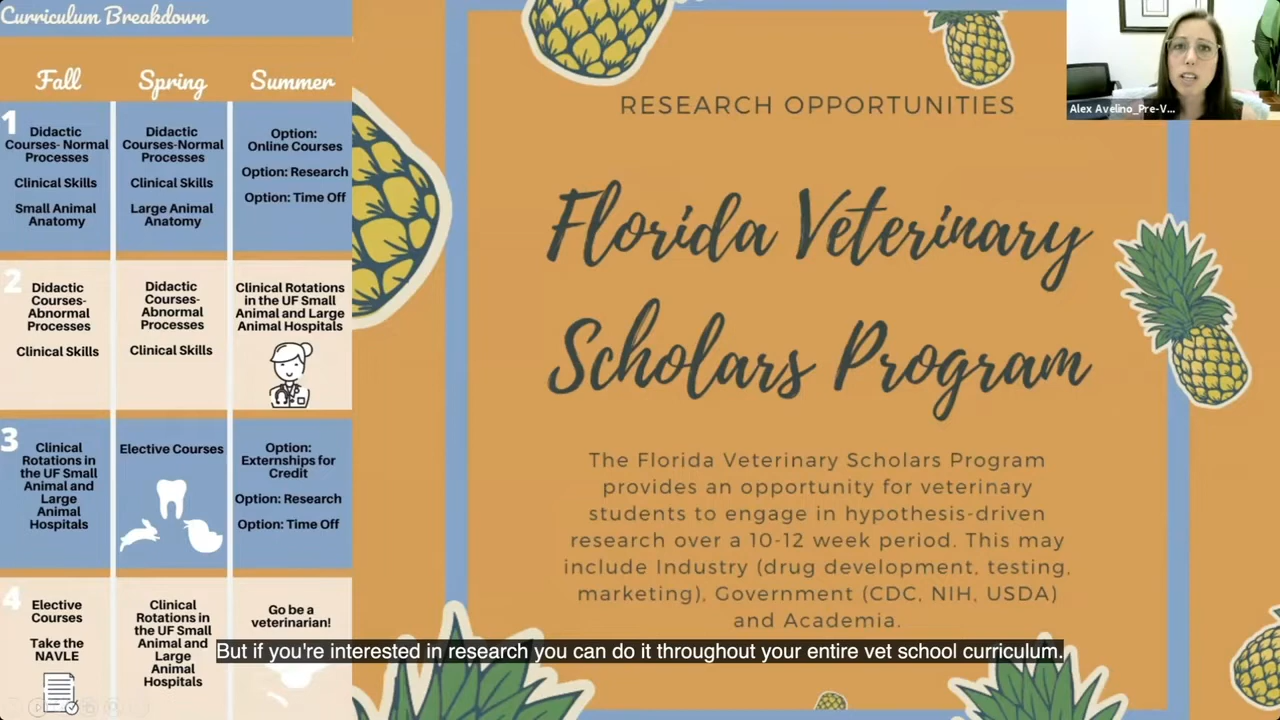 Curriculum Breakdown
Fall
Spring
Summer
1
Didactic
Courses- Normal
Processes
Clinical Skills
Small Animal
Anatomy
Didactic
Courses-Normal
Processes
Clinical Skills
Large Animal
Anatomy
Option:
Online Courses
Option: Research
Option: Time Off
2
Didactic
Courses-
Abnormal
Processes
Clinical Skills
Didactic
Courses-
Abnormal
Processes
Clinical Skills
Clinical Rotations
in the UF Small
Animal and Large
Animal Hospitals
3
Clinical
Rotations in
the UF Small
Animal and
Large
Animal
Hospitals
Elective Courses
Option:
Externships for
Credit
Option: Research
Option: Time Off
4
Elective
Courses
Take the
NAVLE
Clinical
Rotations in
the UF Small
Animal and
Large
Animal
Hospitals
Go be a
veterinarian!
RESEARCH OPPORTUNITIES
Florida Veterinary
Scholars Program
The Florida Veterinary Scholars Program
provides an opportunity for veterinary
students to engage in hypothesis-driven
research over a 10-12 week period. This may
include Industry (drug development, testing,
marketing), Government (CDC, NIH, USDA)
and Academia.
Alex Avelino_Pre-V...
But if you're interested in research you can do it throughout your entire vet school curriculum.